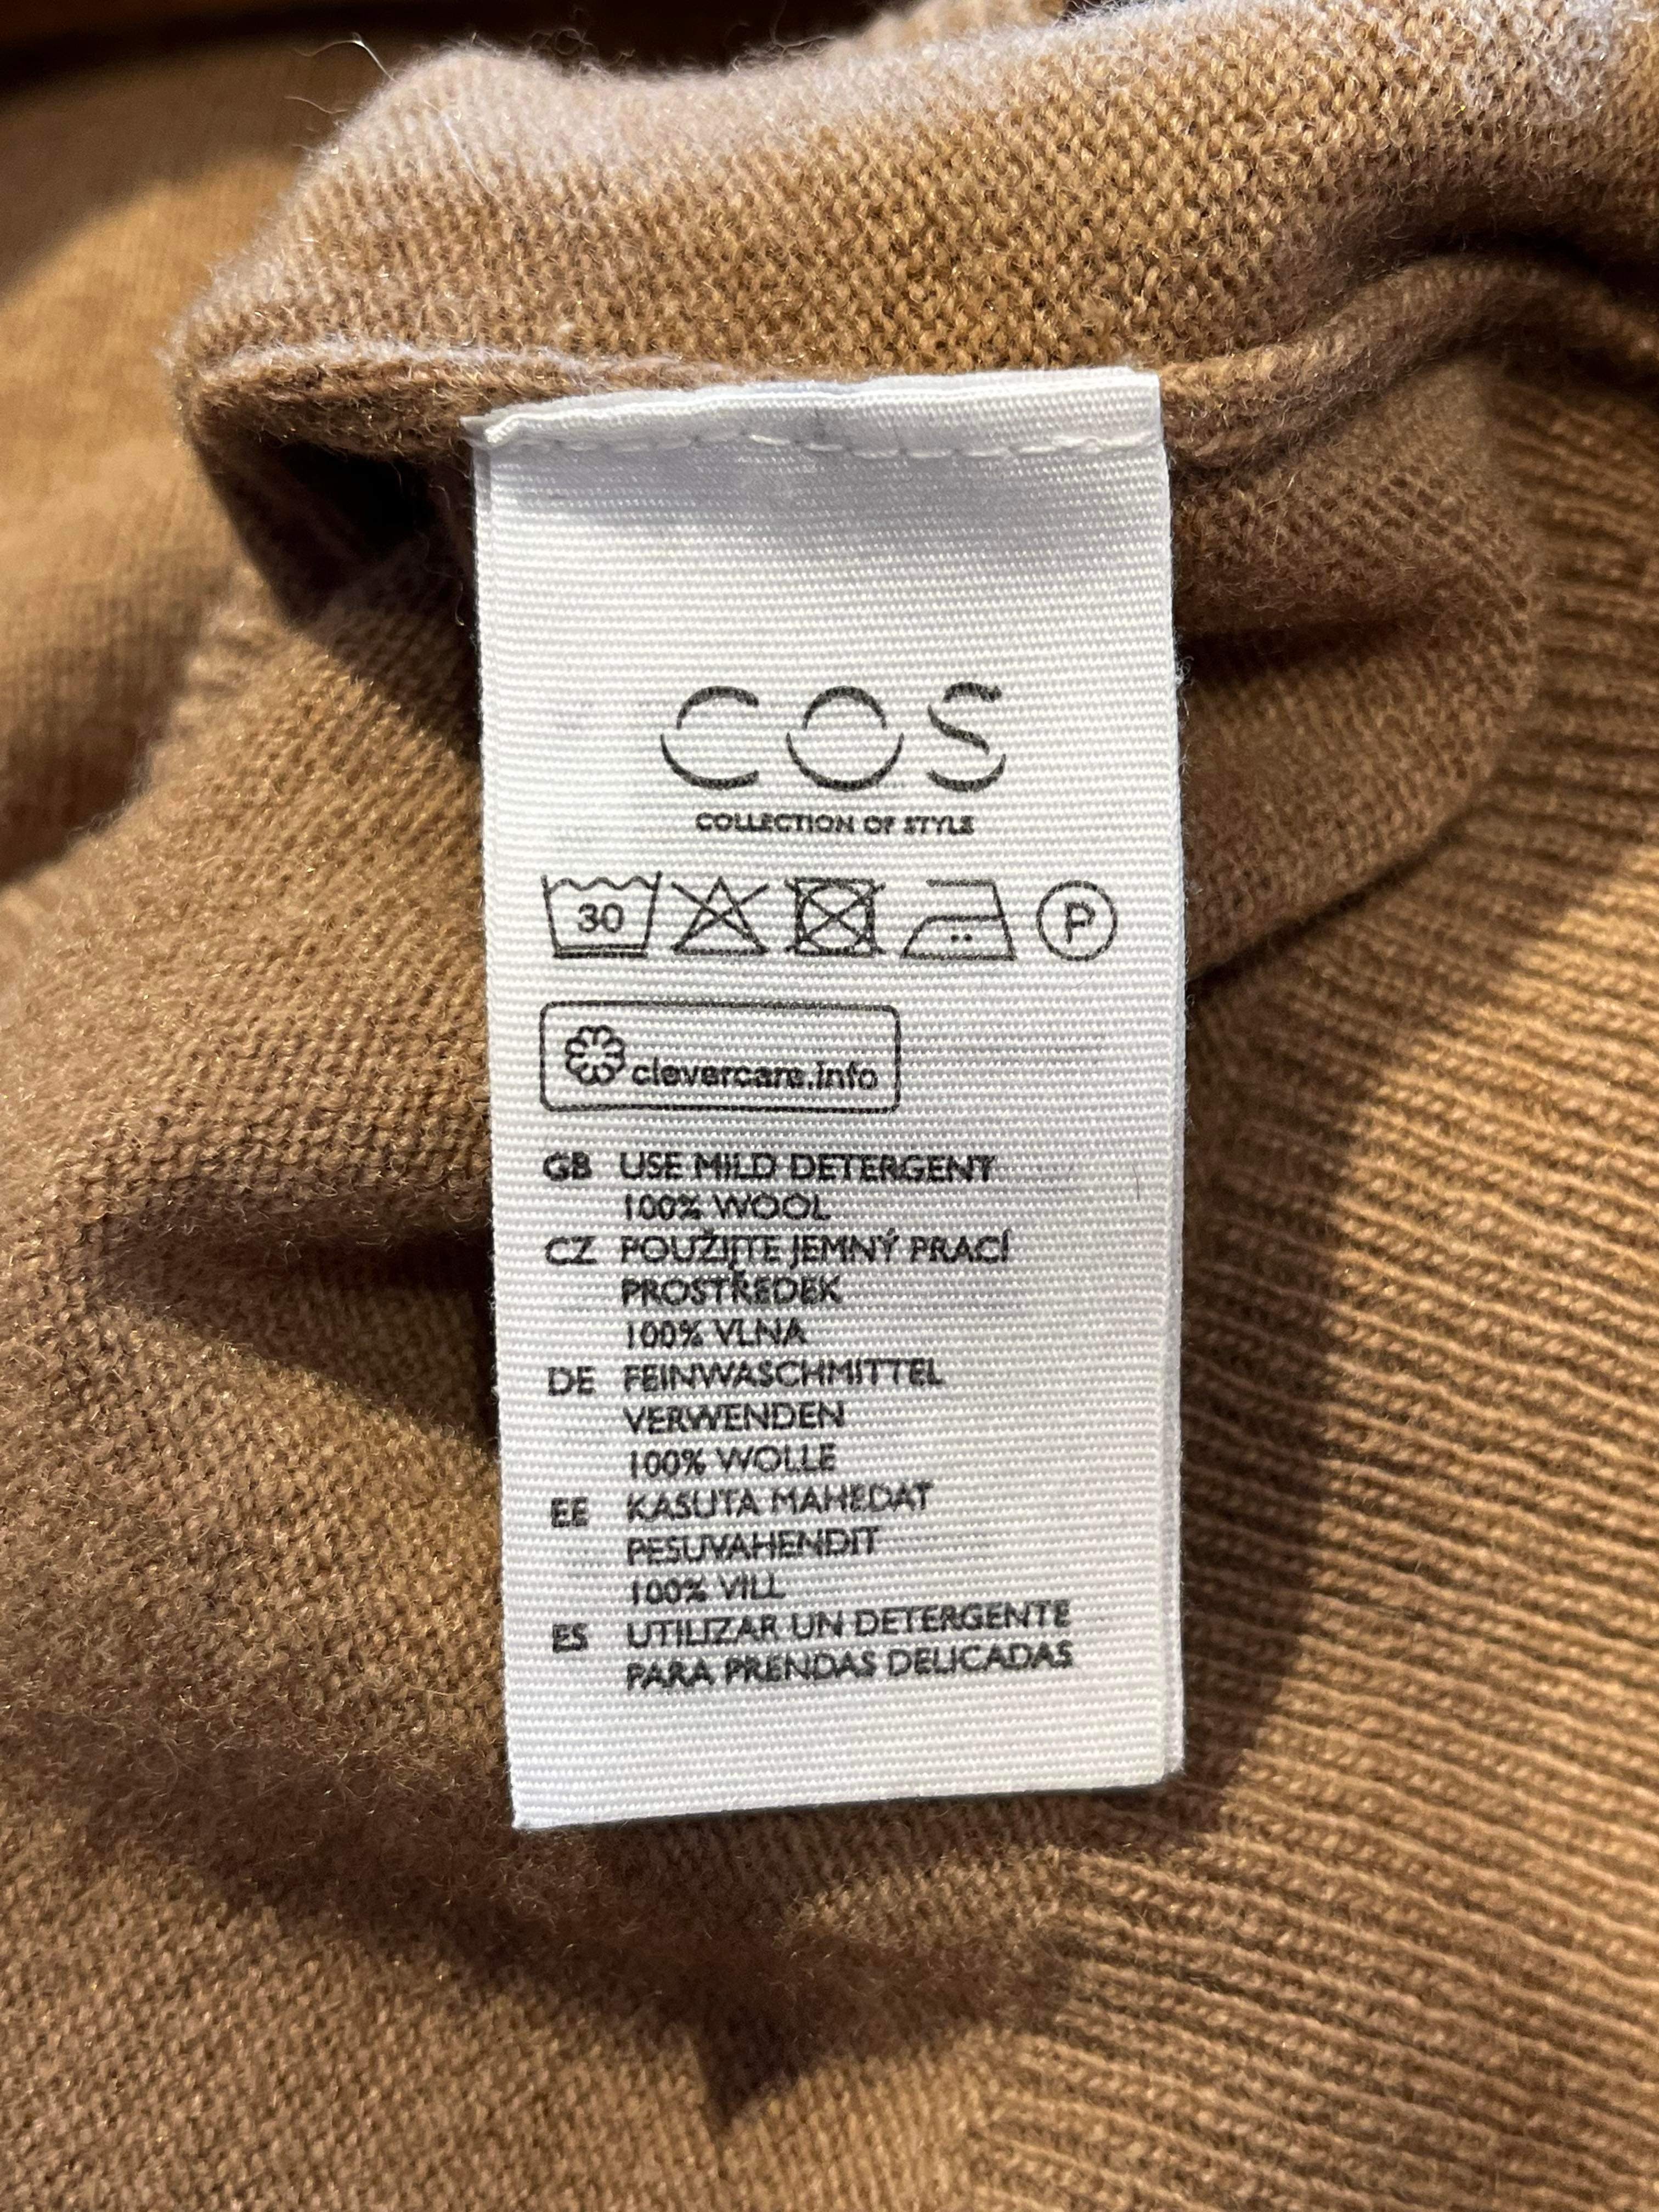 COS
COLLECTION OF STYLE
30 P
clevercare.info
GB USE MILD DETERGENT
100% WOOL
CZ POUŽIJTE JEMNÝ PRACÍ
PROSTŘEDEK
100% VLNA
DE FEINWASCHMITTEL
VERWENDEN
100% WOLLE
EE KASUTA MAHEDAT
PESUVAHENDIT
100% VILL
ES UTILIZAR UN DETERGENTE
PARA PRENDAS DELICADAS